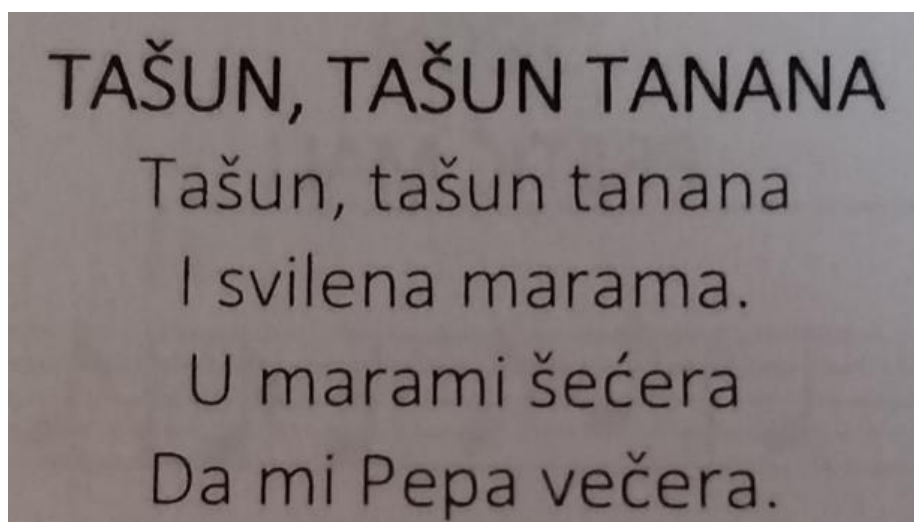 TAŠUN, TAŠUN TANANA
Tašun, tašun tanana
I svilena marama.
U marami šećera
Da mi Pepa večera.